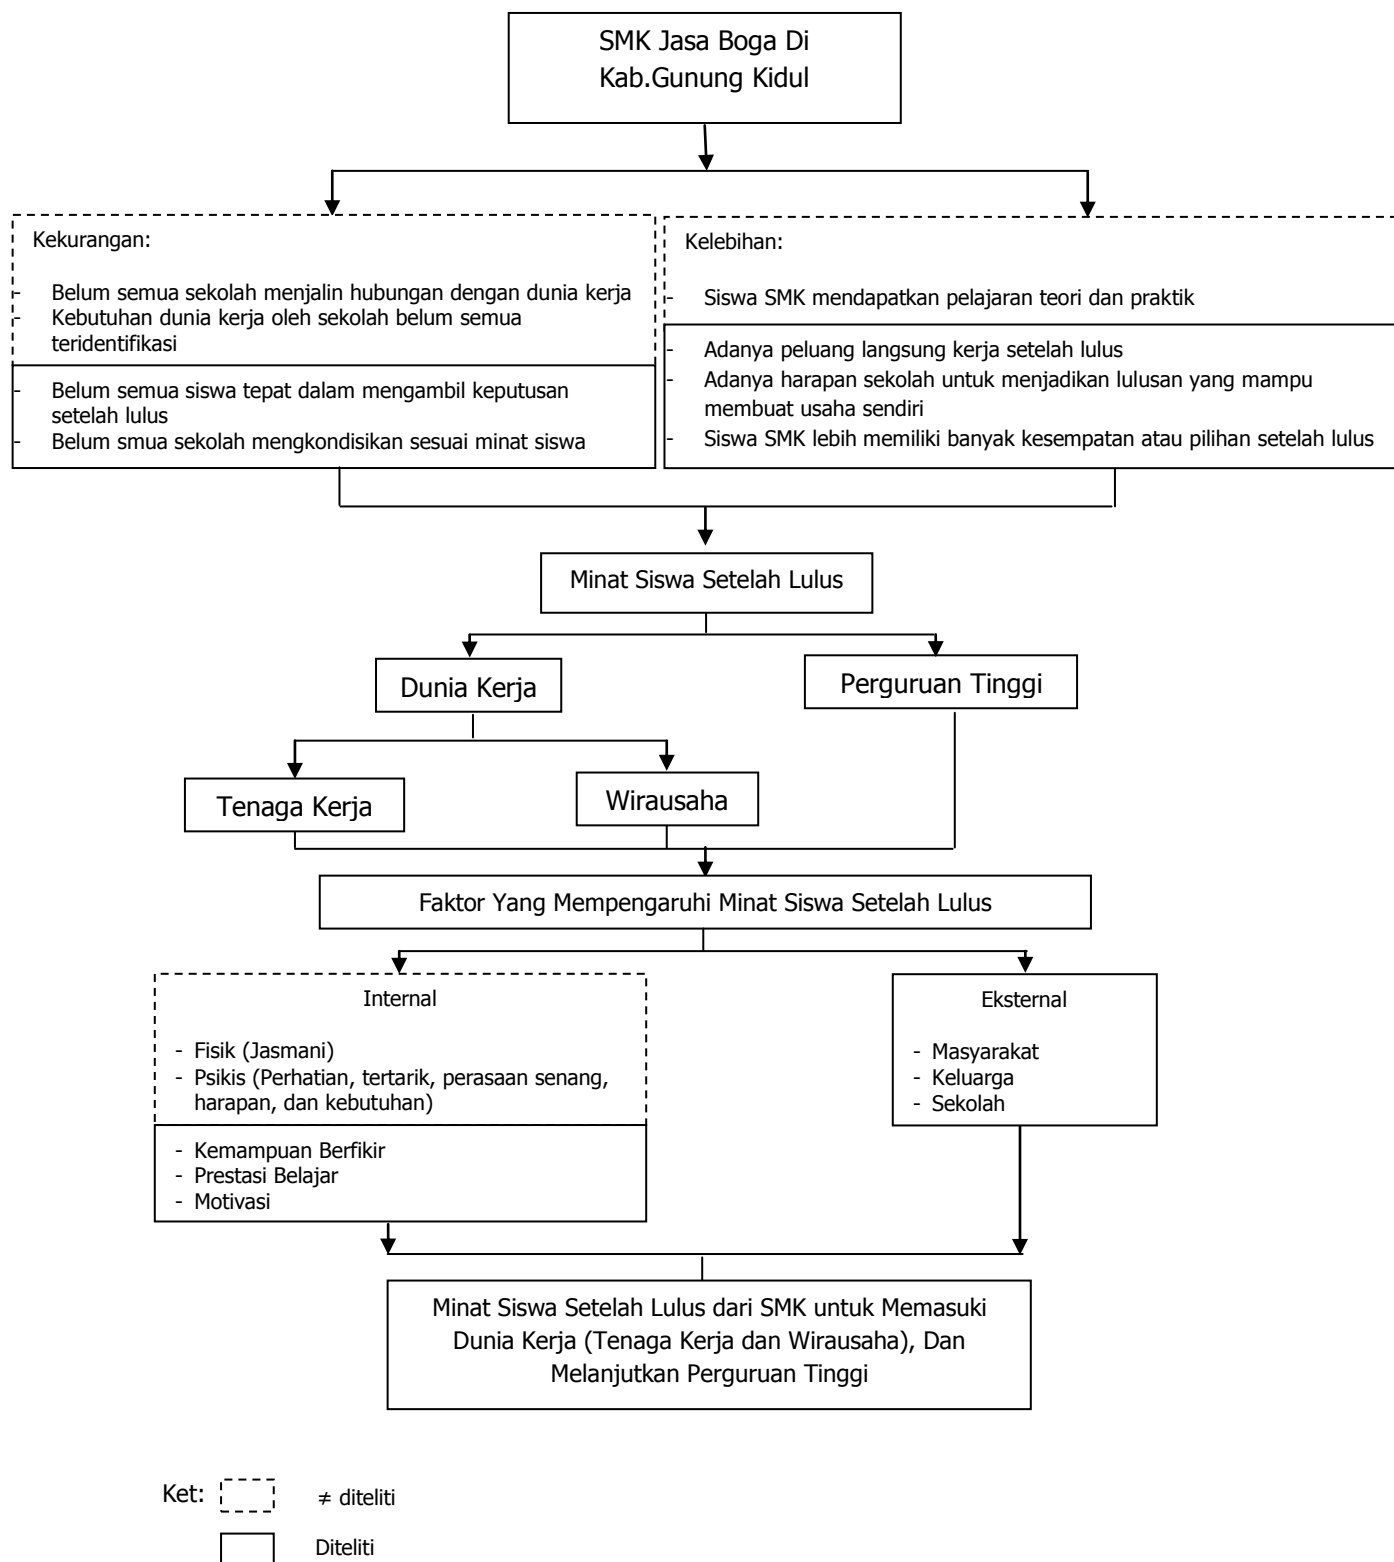 SMK Jasa Boga Di
Kab.Gunung Kidul
Kekurangan:
- Belum semua sekolah menjalin hubungan dengan dunia kerja
- Kebutuhan dunia kerja oleh sekolah belum semua
teridentifikasi
- Belum semua siswa tepat dalam mengambil keputusan
setelah lulus
- Belum smua sekolah mengkondisikan sesuai minat siswa
Kelebihan:
- Siswa SMK mendapatkan pelajaran teori dan praktik
- Adanya peluang langsung kerja setelah lulus
- Adanya harapan sekolah untuk menjadikan lulusan yang mampu
membuat usaha sendiri
- Siswa SMK lebih memiliki banyak kesempatan atau pilihan setelah lulus
Minat Siswa Setelah Lulus
Dunia Kerja
Perguruan Tinggi
Tenaga Kerja
Wirausaha
Faktor Yang Mempengaruhi Minat Siswa Setelah Lulus
Internal
- Fisik (Jasmani)
- Psikis (Perhatian, tertarik, perasaan senang,
harapan, dan kebutuhan)
- Kemampuan Berfikir
- Prestasi Belajar
- Motivasi
Eksternal
- Masyarakat
- Keluarga
- Sekolah
Minat Siswa Setelah Lulus dari SMK untuk Memasuki
Dunia Kerja (Tenaga Kerja dan Wirausaha), Dan
Melanjutkan Perguruan Tinggi
Ket:
≠ diteliti
Diteliti